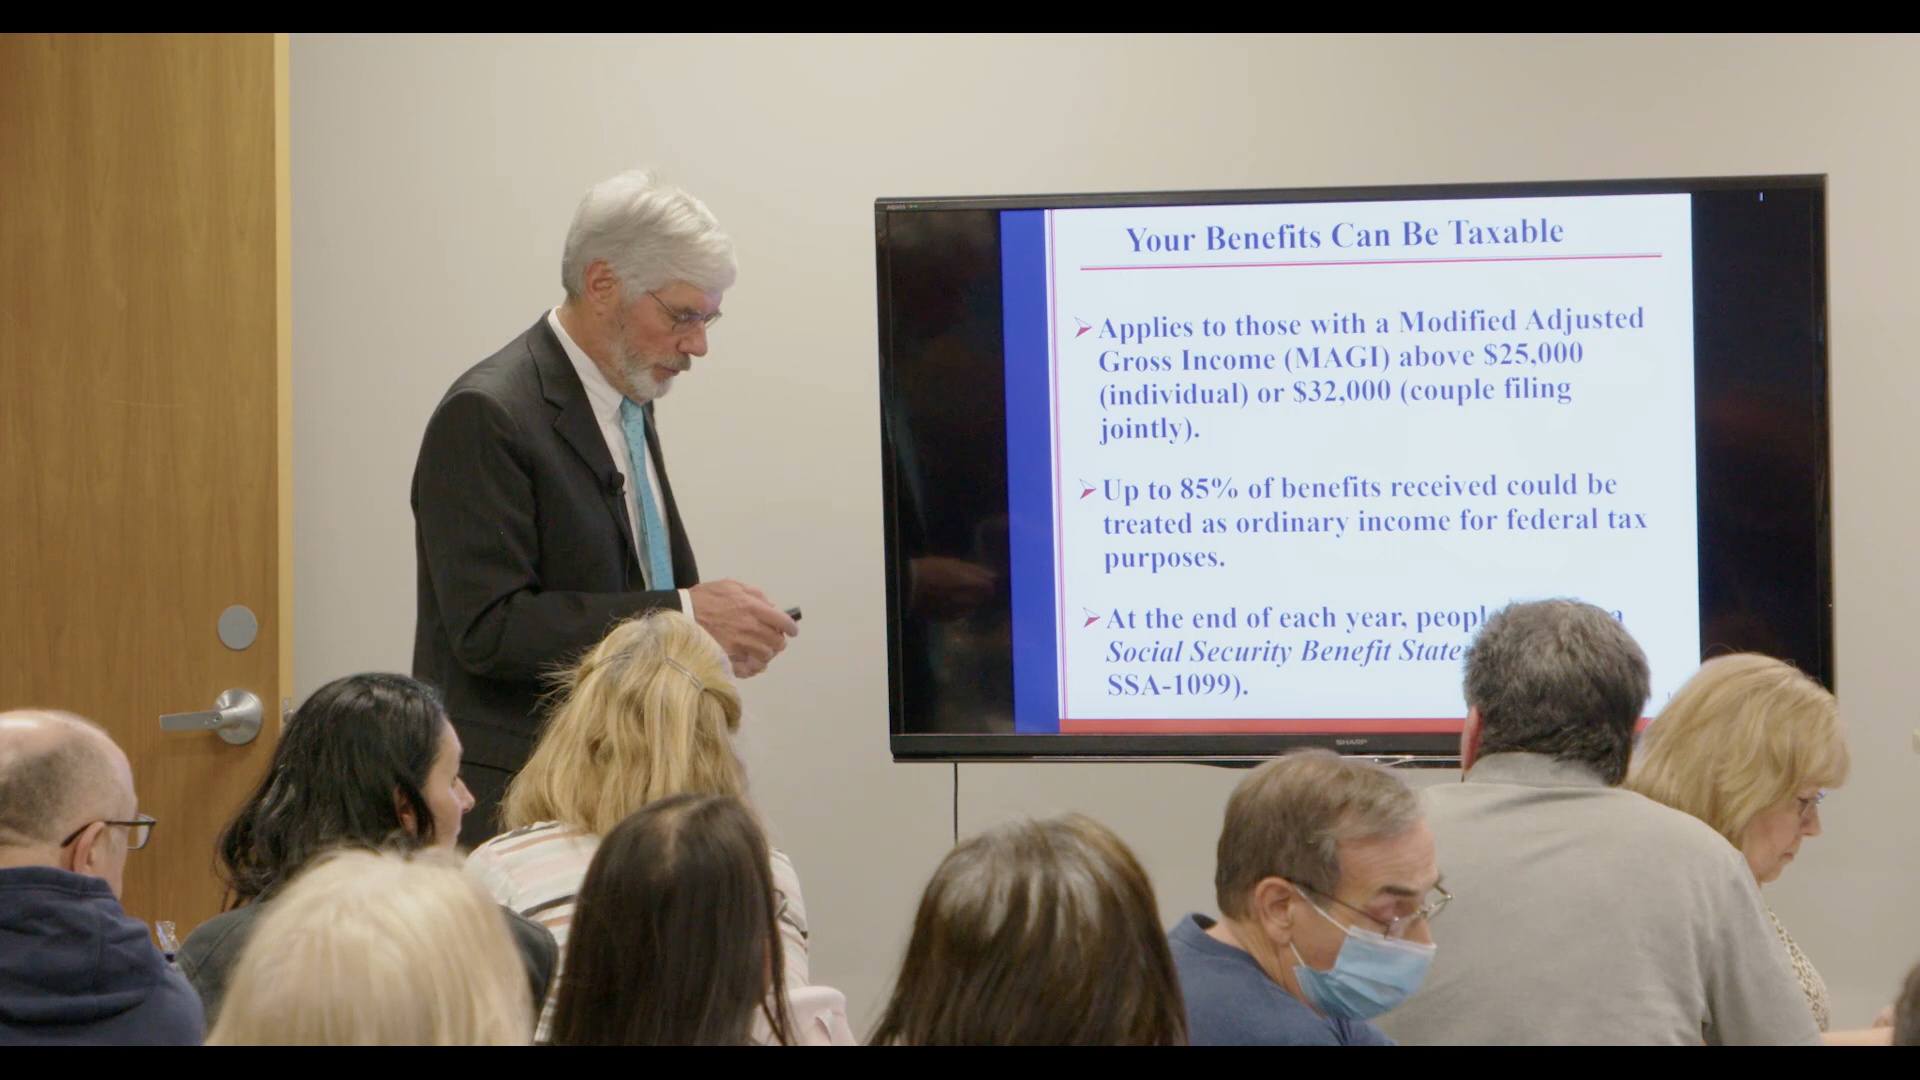 Your Benefits Can Be Taxable
Applies to those with a Modified Adjusted
Gross Income (MAGI) above $25,000
(individual) or $32,000 (couple filing
jointly).
Up to 85% of benefits received could be
treated as ordinary income for federal tax
purposes.
At the end of each year, a
Social Security Benefit
SSA-1099).
SHARP